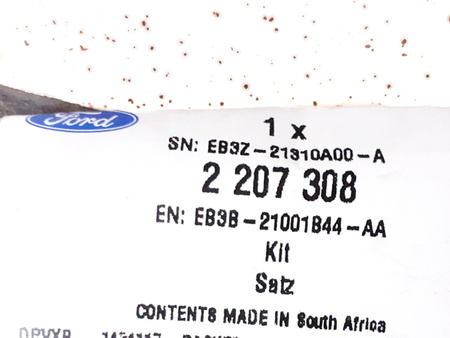 Ford
1 x
SN: EB3Z-21310A00-A
2 207 308
EN: EB3B-21001B44-AA
Kit
Satz
CONTENTS MADE IN South Africa